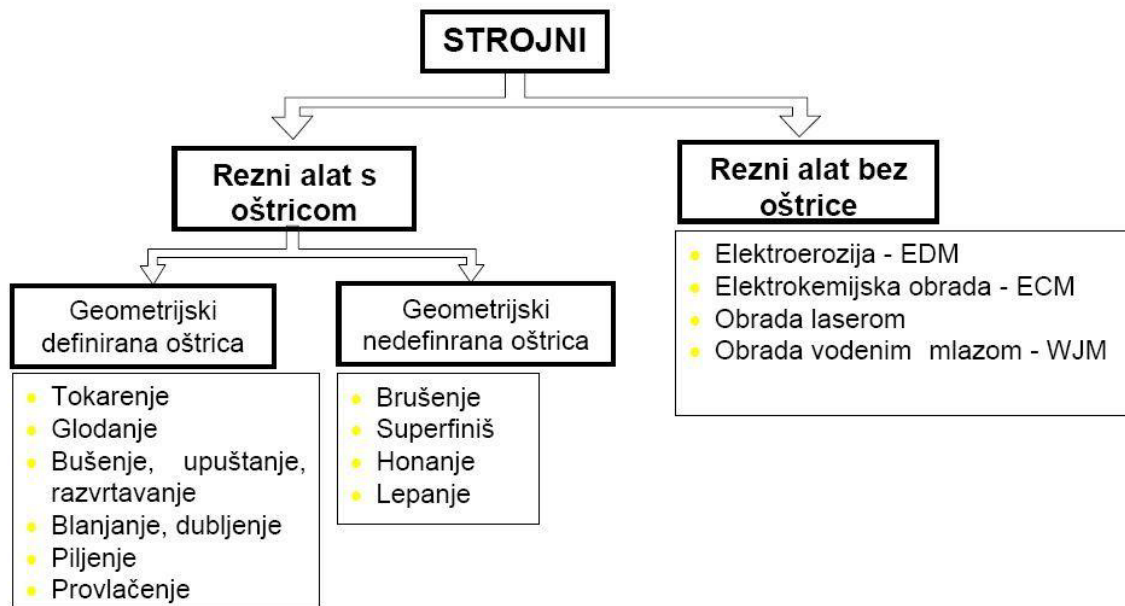 STROJNI
Rezni alat s
oštricom
Rezni alat bez
oštrice
Geometrijski
definirana oštrica
Geometrijski
nedefinrana oštrica
Tokarenje
Glodanje
Bušenje, upuštanje,
razvrtavanje
Blanjanje, dubljenje
Piljenje
Provlačenje
Brušenje
Superfiniš
Honanje
Lepanje
Elektroerozija - EDM
Elektrokemijska obrada - ECM
Obrada laserom
Obrada vodenim mlazom - WJM